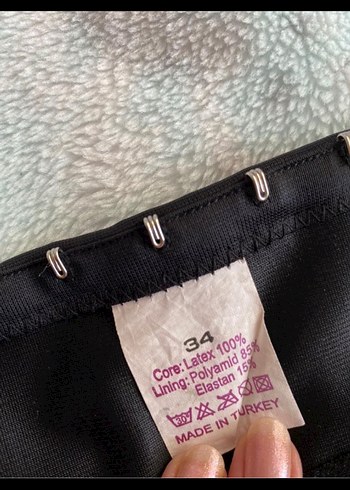 34
Core: Latex 100%
Lining: Polyamid 85%
Elastan 15%
MADE IN TURKEY